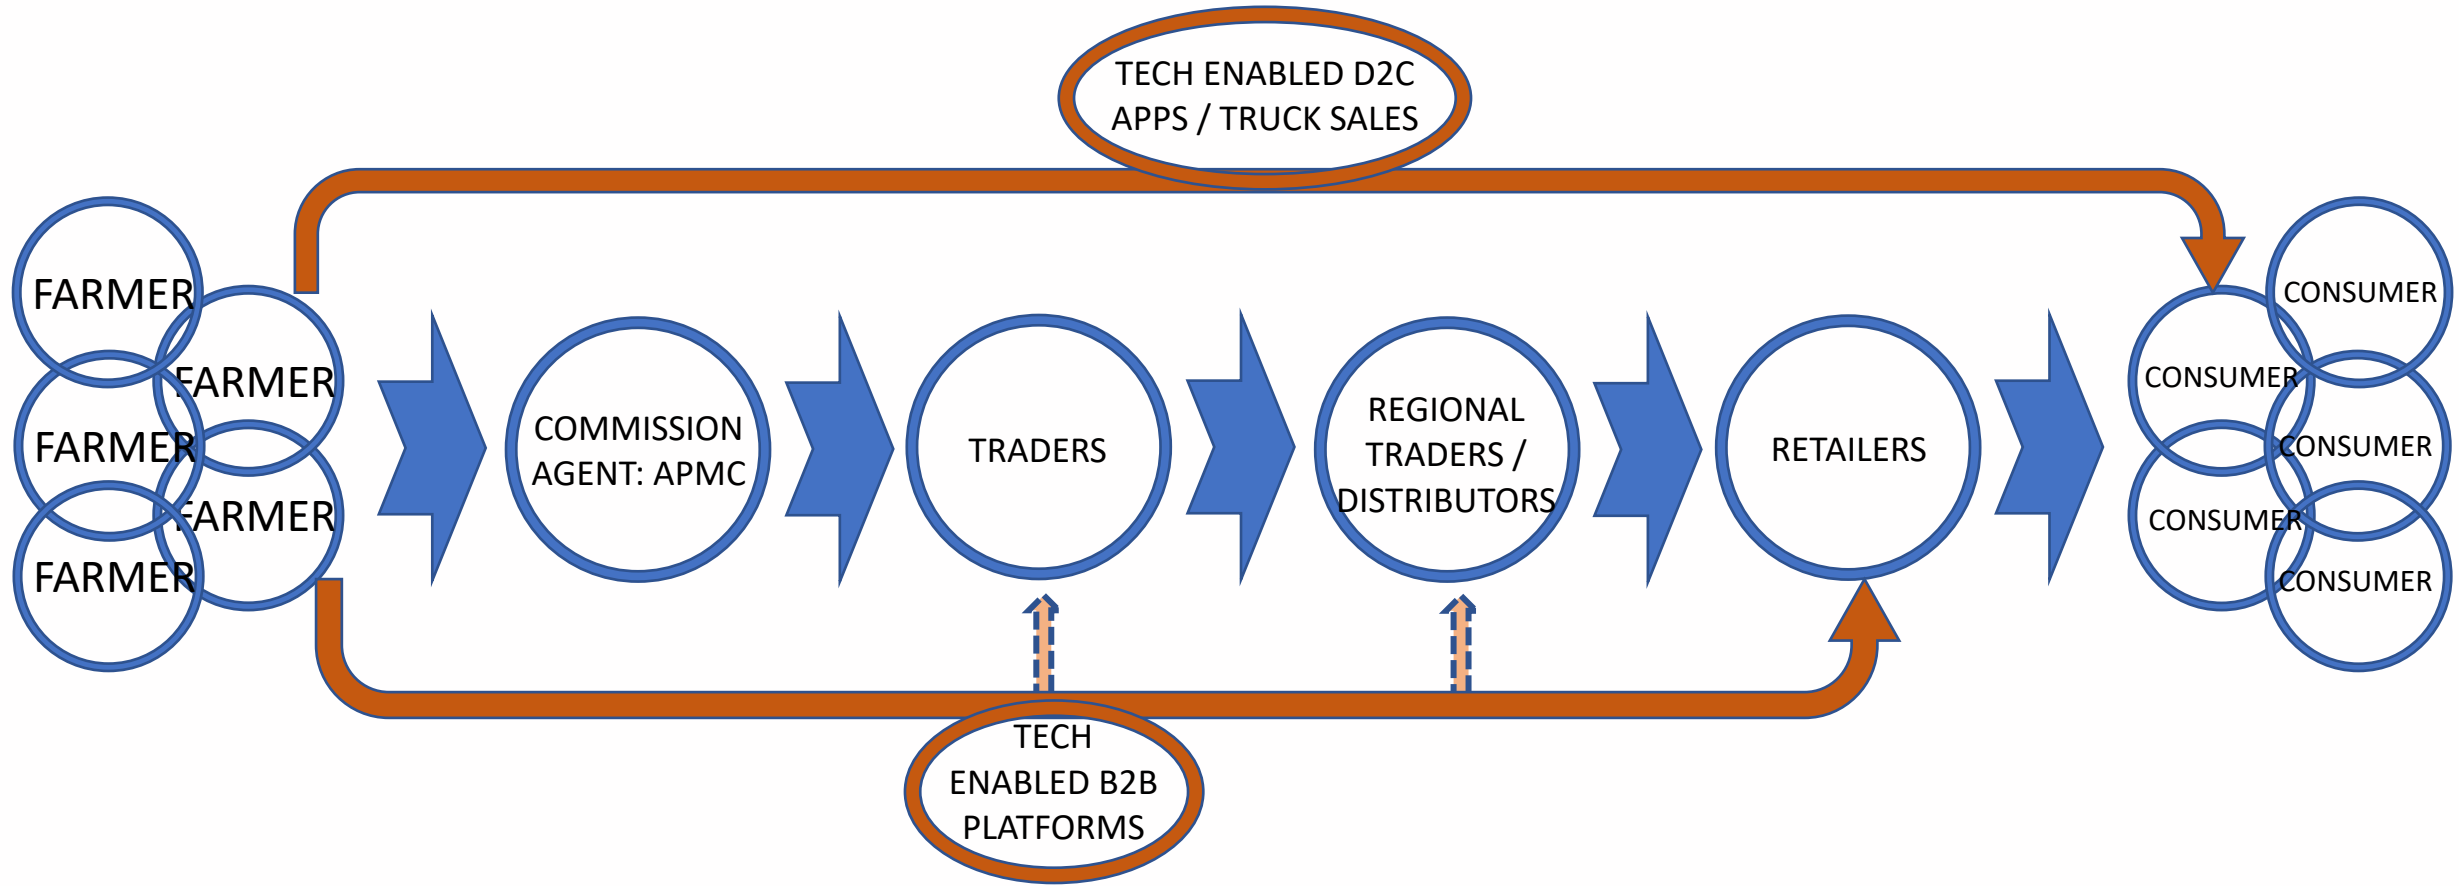 TECH ENABLED D2C
APPS / TRUCK SALES
FARMER
FARMER
FARMER
FARMER
FARMER
COMMISSION
AGENT: APMC
TRADERS
REGIONAL
TRADERS /
DISTRIBUTORS
RETAILERS
CONSUMER
CONSUMER
CONSUMER
CONSUMER
CONSUMER
TECH
ENABLED B2B
PLATFORMS